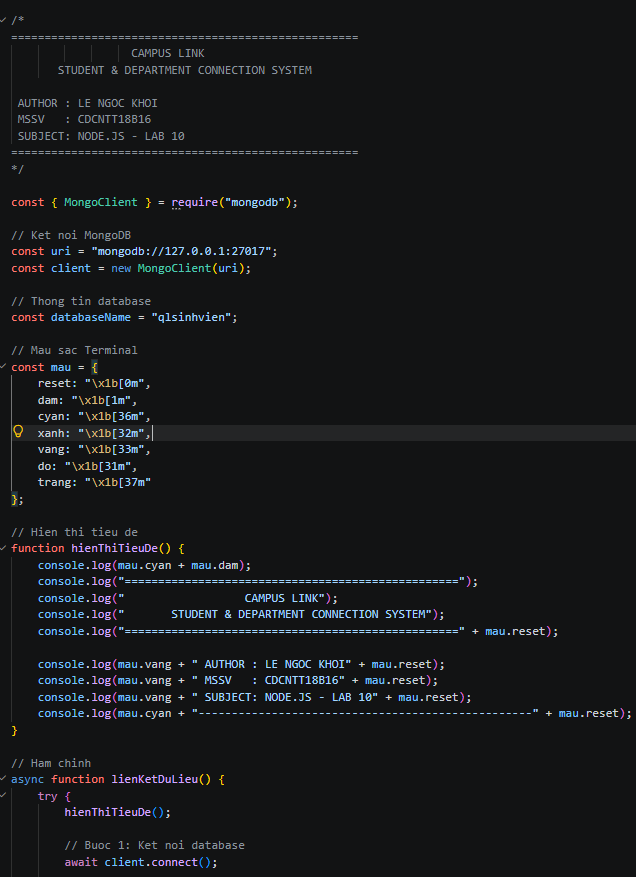 /*
====================================================
CAMPUS LINK
STUDENT & DEPARTMENT CONNECTION SYSTEM
AUTHOR : LE NGOC KHOI
MSSV   : CDCNTT18B16
SUBJECT: NODE.JS - LAB 10
====================================================
*/
const { MongoClient } = require("mongodb");
// Ket noi MongoDB
const uri = "mongodb://127.0.0.1:27017";
const client = new MongoClient(uri);
// Thong tin database
const databaseName = "qlsinhvien";
// Mau sac Terminal
const mau = {
    reset: "\x1b[0m",
    dam: "\x1b[1m",
    cyan: "\x1b[36m",
    xanh: "\x1b[32m",
    vang: "\x1b[33m",
    do: "\x1b[31m",
    trang: "\x1b[37m"
};
// Hien thi tieu de
function hienThiTieuDe() {
    console.log(mau.cyan + mau.dam);
    console.log("==================================================");
    console.log("                  CAMPUS LINK");
    console.log("       STUDENT & DEPARTMENT CONNECTION SYSTEM");
    console.log("==================================================" + mau.reset);
    console.log(mau.vang + " AUTHOR : LE NGOC KHOI" + mau.reset);
    console.log(mau.vang + " MSSV   : CDCNTT18B16" + mau.reset);
    console.log(mau.vang + " SUBJECT: NODE.JS - LAB 10" + mau.reset);
    console.log(mau.cyan + "--------------------------------------------------" + mau.reset);
}
// Ham chinh
async function lienKetDuLieu() {
    try {
        hienThiTieuDe();
        // Buoc 1: Ket noi database
        await client.connect();